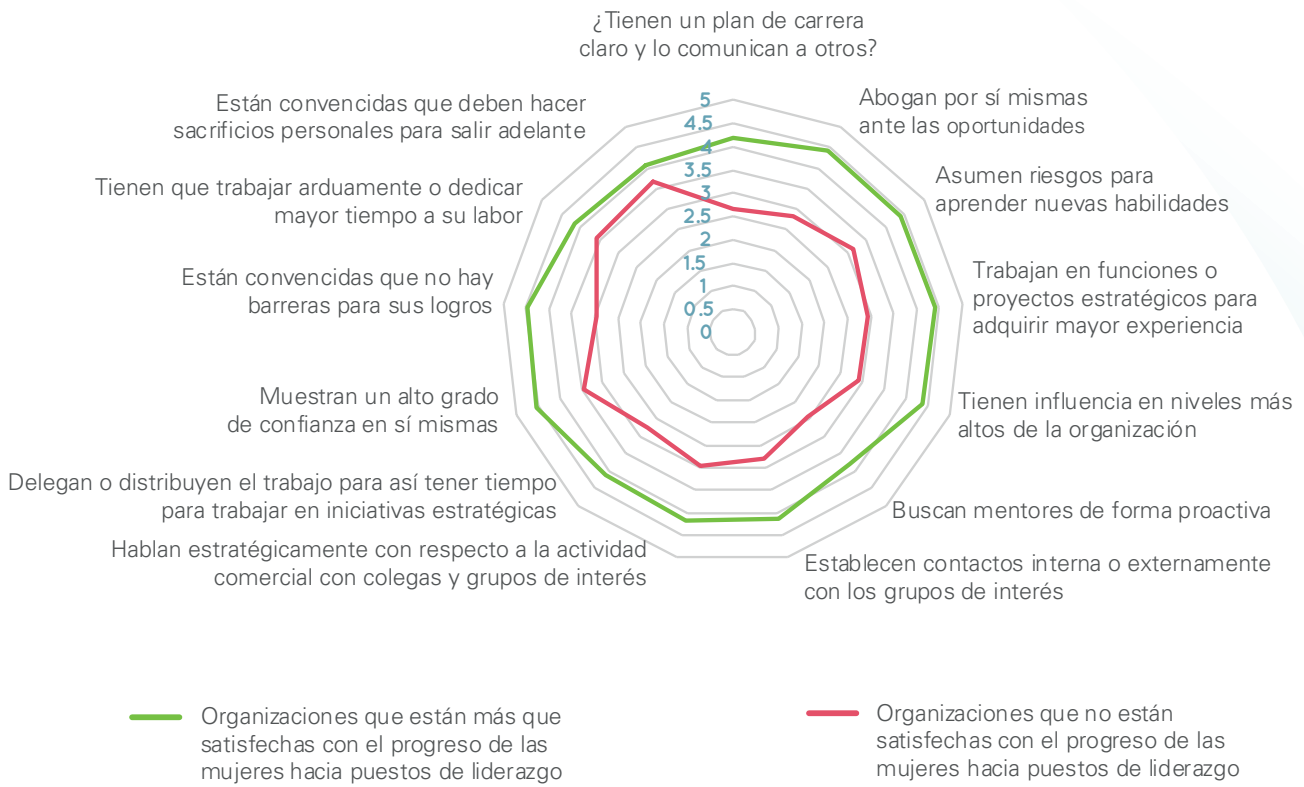 ¿Tienen un plan de carrera
claro y lo comunican a otros?
Están convencidas que deben hacer
sacrificios personales para salir adelante
Abogan por sí mismas
ante las oportunidades
Tienen que trabajar arduamente o dedicar
mayor tiempo a su labor
Asumen riesgos para
aprender nuevas habilidades
Están convencidas que no hay
barreras para sus logros
Trabajan en funciones o
proyectos estratégicos para
adquirir mayor experiencia
Muestran un alto grado
de confianza en sí mismas
Tienen influencia en niveles más
altos de la organización
Delegan o distribuyen el trabajo para así tener tiempo
para trabajar en iniciativas estratégicas
Buscan mentores de forma proactiva
Hablan estratégicamente con respecto a la actividad
comercial con colegas y grupos de interés
Establecen contactos interna o externamente
con los grupos de interés
5
4.5
4
3.5
3
2.5
2
1.5
1
0.5
0
Organizaciones que están más que
satisfechas con el progreso de las
mujeres hacia puestos de liderazgo
Organizaciones que no están
satisfechas con el progreso de las
mujeres hacia puestos de liderazgo